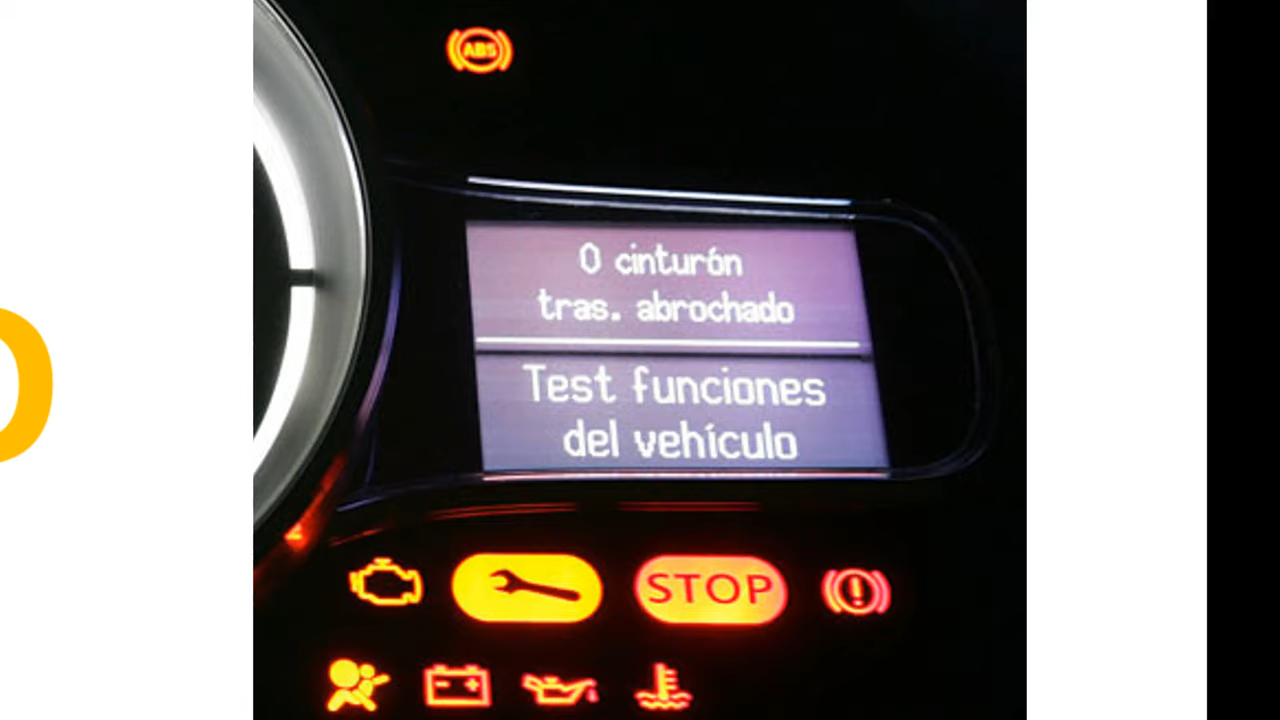 ABS
0 cinturón
tras. abrochado
Test funciones
del vehículo
STOP